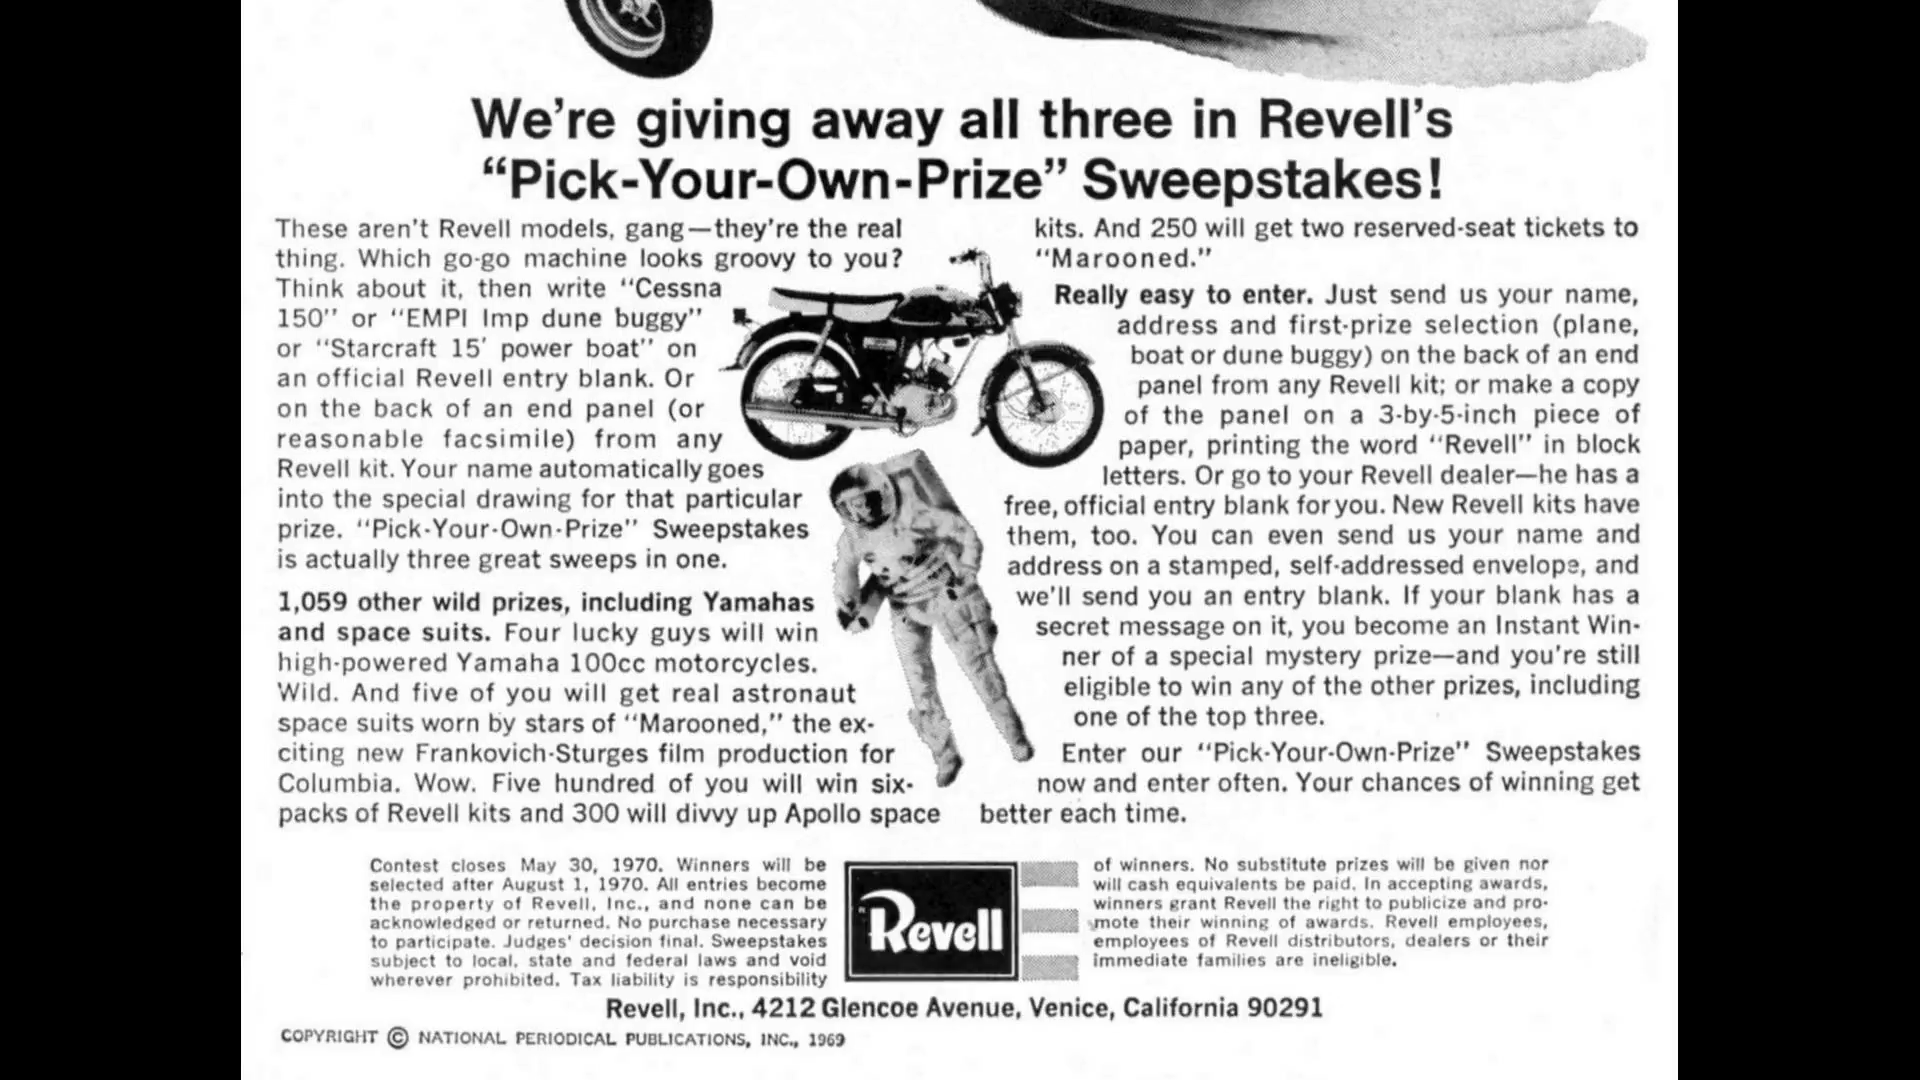 We're giving away all three in Revell's
“Pick-Your-Own-Prize” Sweepstakes!
These aren't Revell models, gang—they're the real
thing. Which go-go machine looks groovy to you?
Think about it, then write “Cessna
150” or “EMPI Imp dune buggy”
or “Starcraft 15' power boat” on
an official Revell entry blank. Or
on the back of an end panel (or
reasonable facsimile) from any
Revell kit. Your name automatically goes
into the special drawing for that particular
prize. “Pick-Your-Own-Prize” Sweepstakes
is actually three great sweeps in one.
1,059 other wild prizes, including Yamahas
and space suits. Four lucky guys will win
high-powered Yamaha 100cc motorcycles.
Wild. And five of you will get real astronaut
space suits worn by stars of “Marooned,” the ex-
citing new Frankovich-Sturges film production for
Columbia. Wow. Five hundred of you will win six-
packs of Revell kits and 300 will divvy up Apollo space
kits. And 250 will get two reserved-seat tickets to
“Marooned.”
Really easy to enter. Just send us your name,
address and first-prize selection (plane,
boat or dune buggy) on the back of an end
panel from any Revell kit; or make a copy
of the panel on a 3-by-5-inch piece of
paper, printing the word “Revell” in block
letters. Or go to your Revell dealer—he has a
free, official entry blank for you. New Revell kits have
them, too. You can even send us your name and
address on a stamped, self-addressed envelope, and
we'll send you an entry blank. If your blank has a
secret message on it, you become an Instant Win-
ner of a special mystery prize—and you're still
eligible to win any of the other prizes, including
one of the top three.
Enter our “Pick-Your-Own-Prize” Sweepstakes
now and enter often. Your chances of winning get
better each time.
Contest closes May 30, 1970. Winners will be
selected after August 1, 1970. All entries become
the property of Revell, Inc., and none can be
acknowledged or returned. No purchase necessary
to participate. Judges' decision final. Sweepstakes
subject to local, state and federal laws and void
wherever prohibited. Tax liability is responsibility
Revell
of winners. No substitute prizes will be given nor
will cash equivalents be paid. In accepting awards,
winners grant Revell the right to publicize and pro-
mote their winning of awards. Revell employees,
employees of Revell distributors, dealers or their
immediate families are ineligible.
Revell, Inc., 4212 Glencoe Avenue, Venice, California 90291
COPYRIGHT © NATIONAL PERIODICAL PUBLICATIONS, INC., 1969